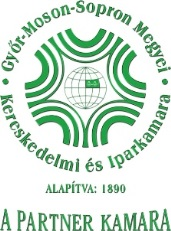 Győr-Moson-Sopron Megyei
Kereskedelmi és Iparkamara
ALAPÍTVA: 1890
A PARTNER KAMARA